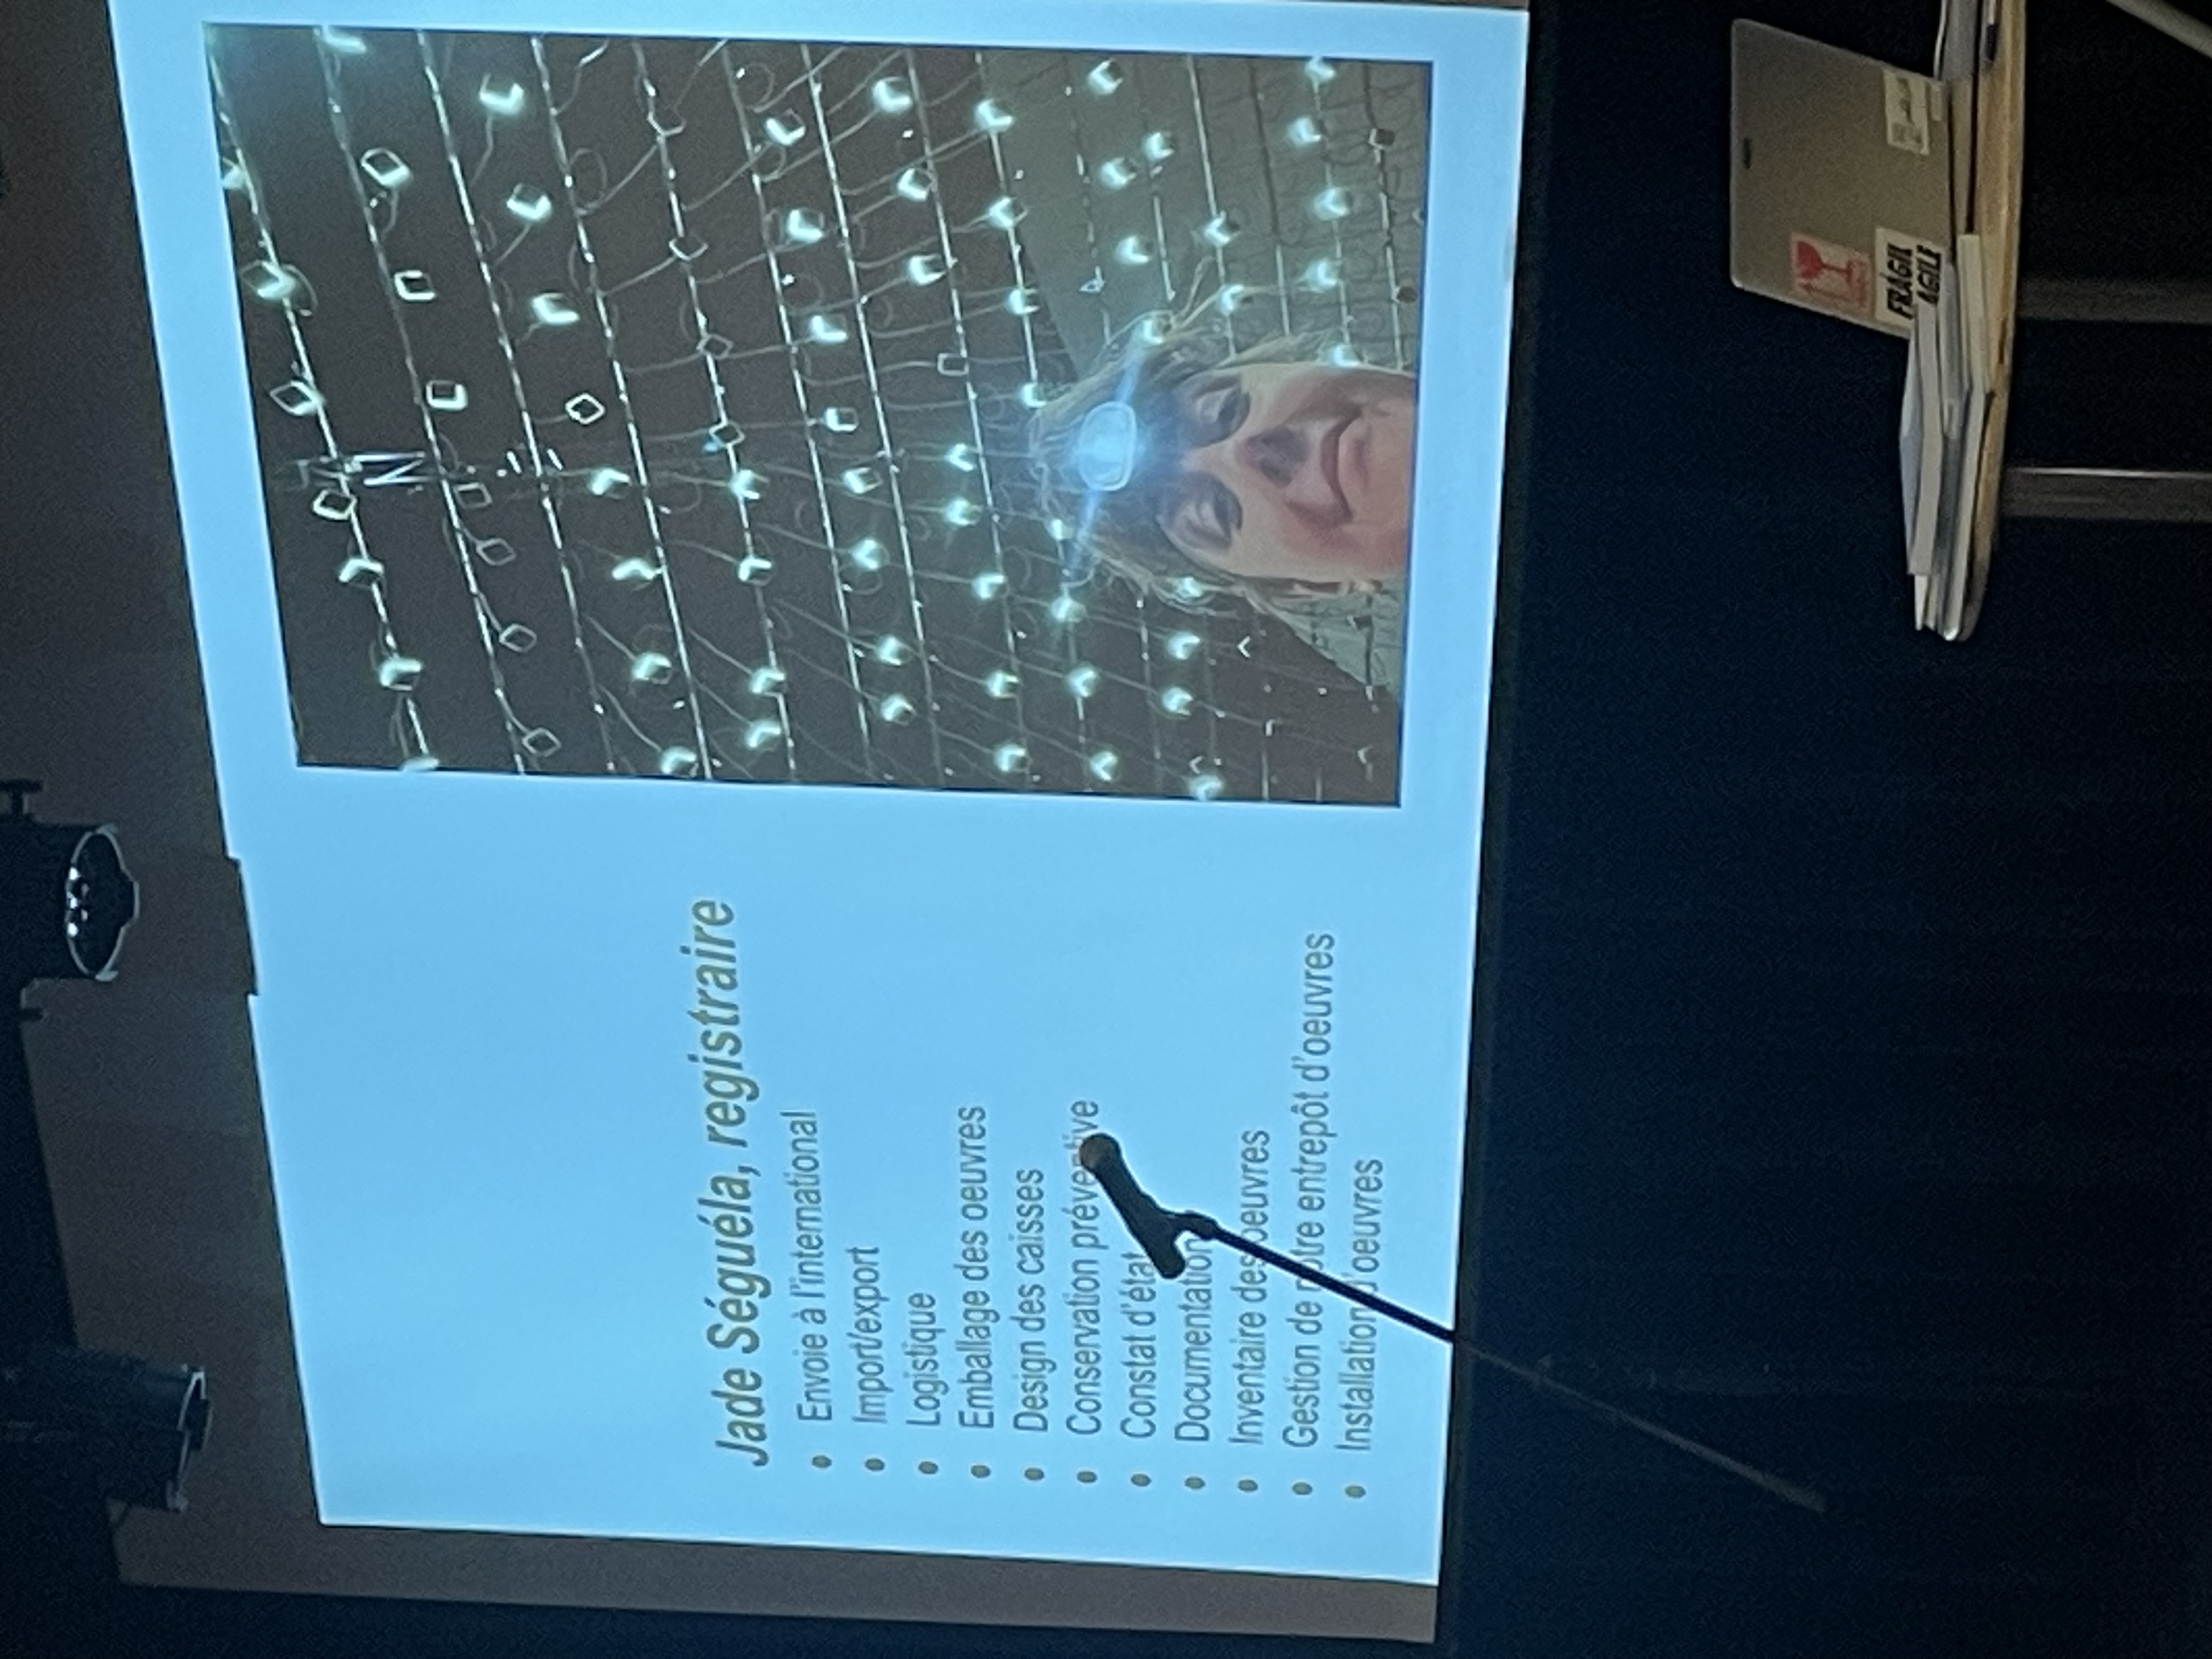 Jade Séguéla, registraire
Envoie à l'international
Import/export
Logistique
Emballage des oeuvres
Design des caisses
Conservation préventive
Constat d'état
Documentation
Inventaire des oeuvres
Gestion de notre entrepôt d'oeuvres
Installation d'oeuvres
FRÁGIL
AGILE